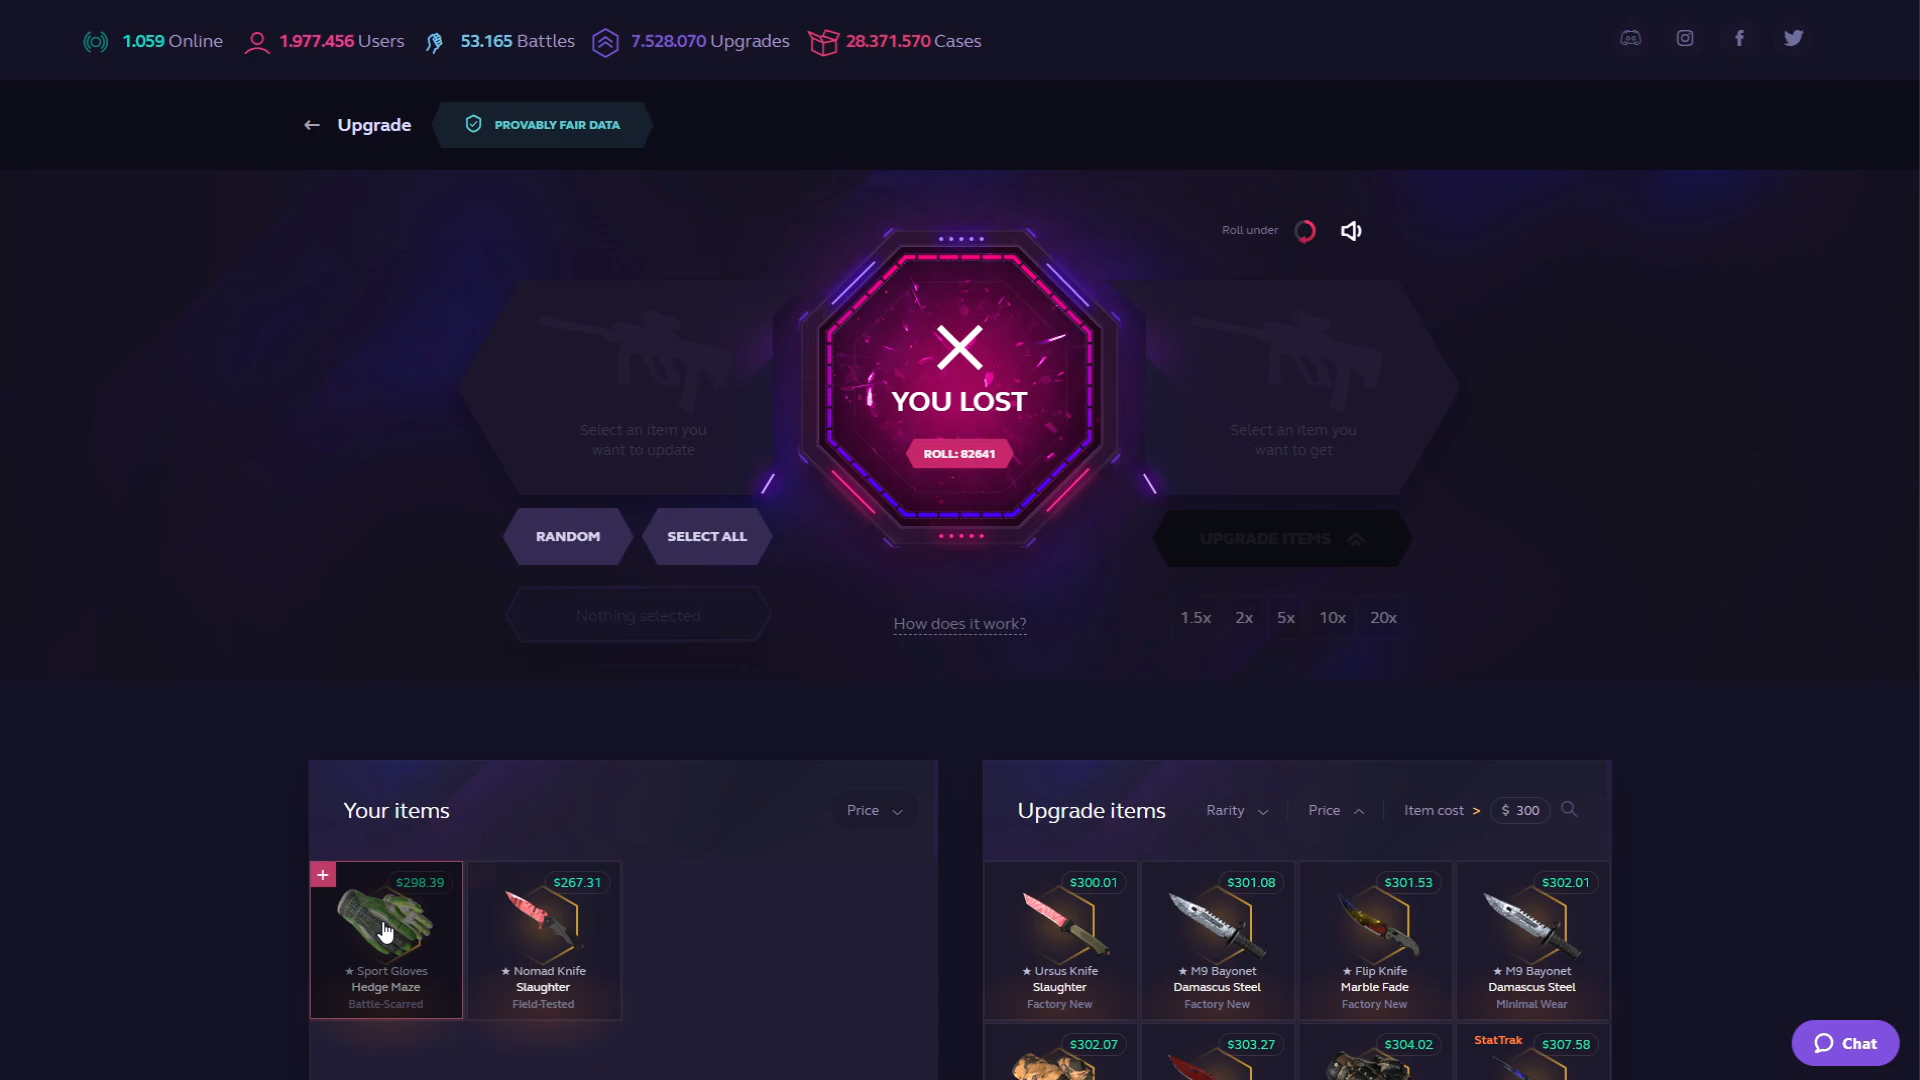 1.059 Online
1.977.456 Users
53.165 Battles
7.528.070 Upgrades
28.371.570 Cases
Upgrade
PROVABLY FAIR DATA
Roll under
Select an item you
want to update
YOU LOST
ROLL: 82641
Select an item you
want to get
RANDOM
SELECT ALL
UPGRADE ITEMS
Nothing selected
How does it work?
1.5x
2x
5x
10x
20x
Your items
Price
Upgrade items
Rarity
Price
Item cost >
$ 300
$298.39
★ Sport Gloves
Hedge Maze
Battle-Scarred
$267.31
★ Nomad Knife
Slaughter
Field-Tested
$300.01
★ Ursus Knife
Slaughter
Factory New
$301.08
★ M9 Bayonet
Damascus Steel
Factory New
$301.53
★ Flip Knife
Marble Fade
Factory New
$302.01
★ M9 Bayonet
Damascus Steel
Minimal Wear
$302.07
$303.27
$304.02
StatTrak
$307.58
Chat